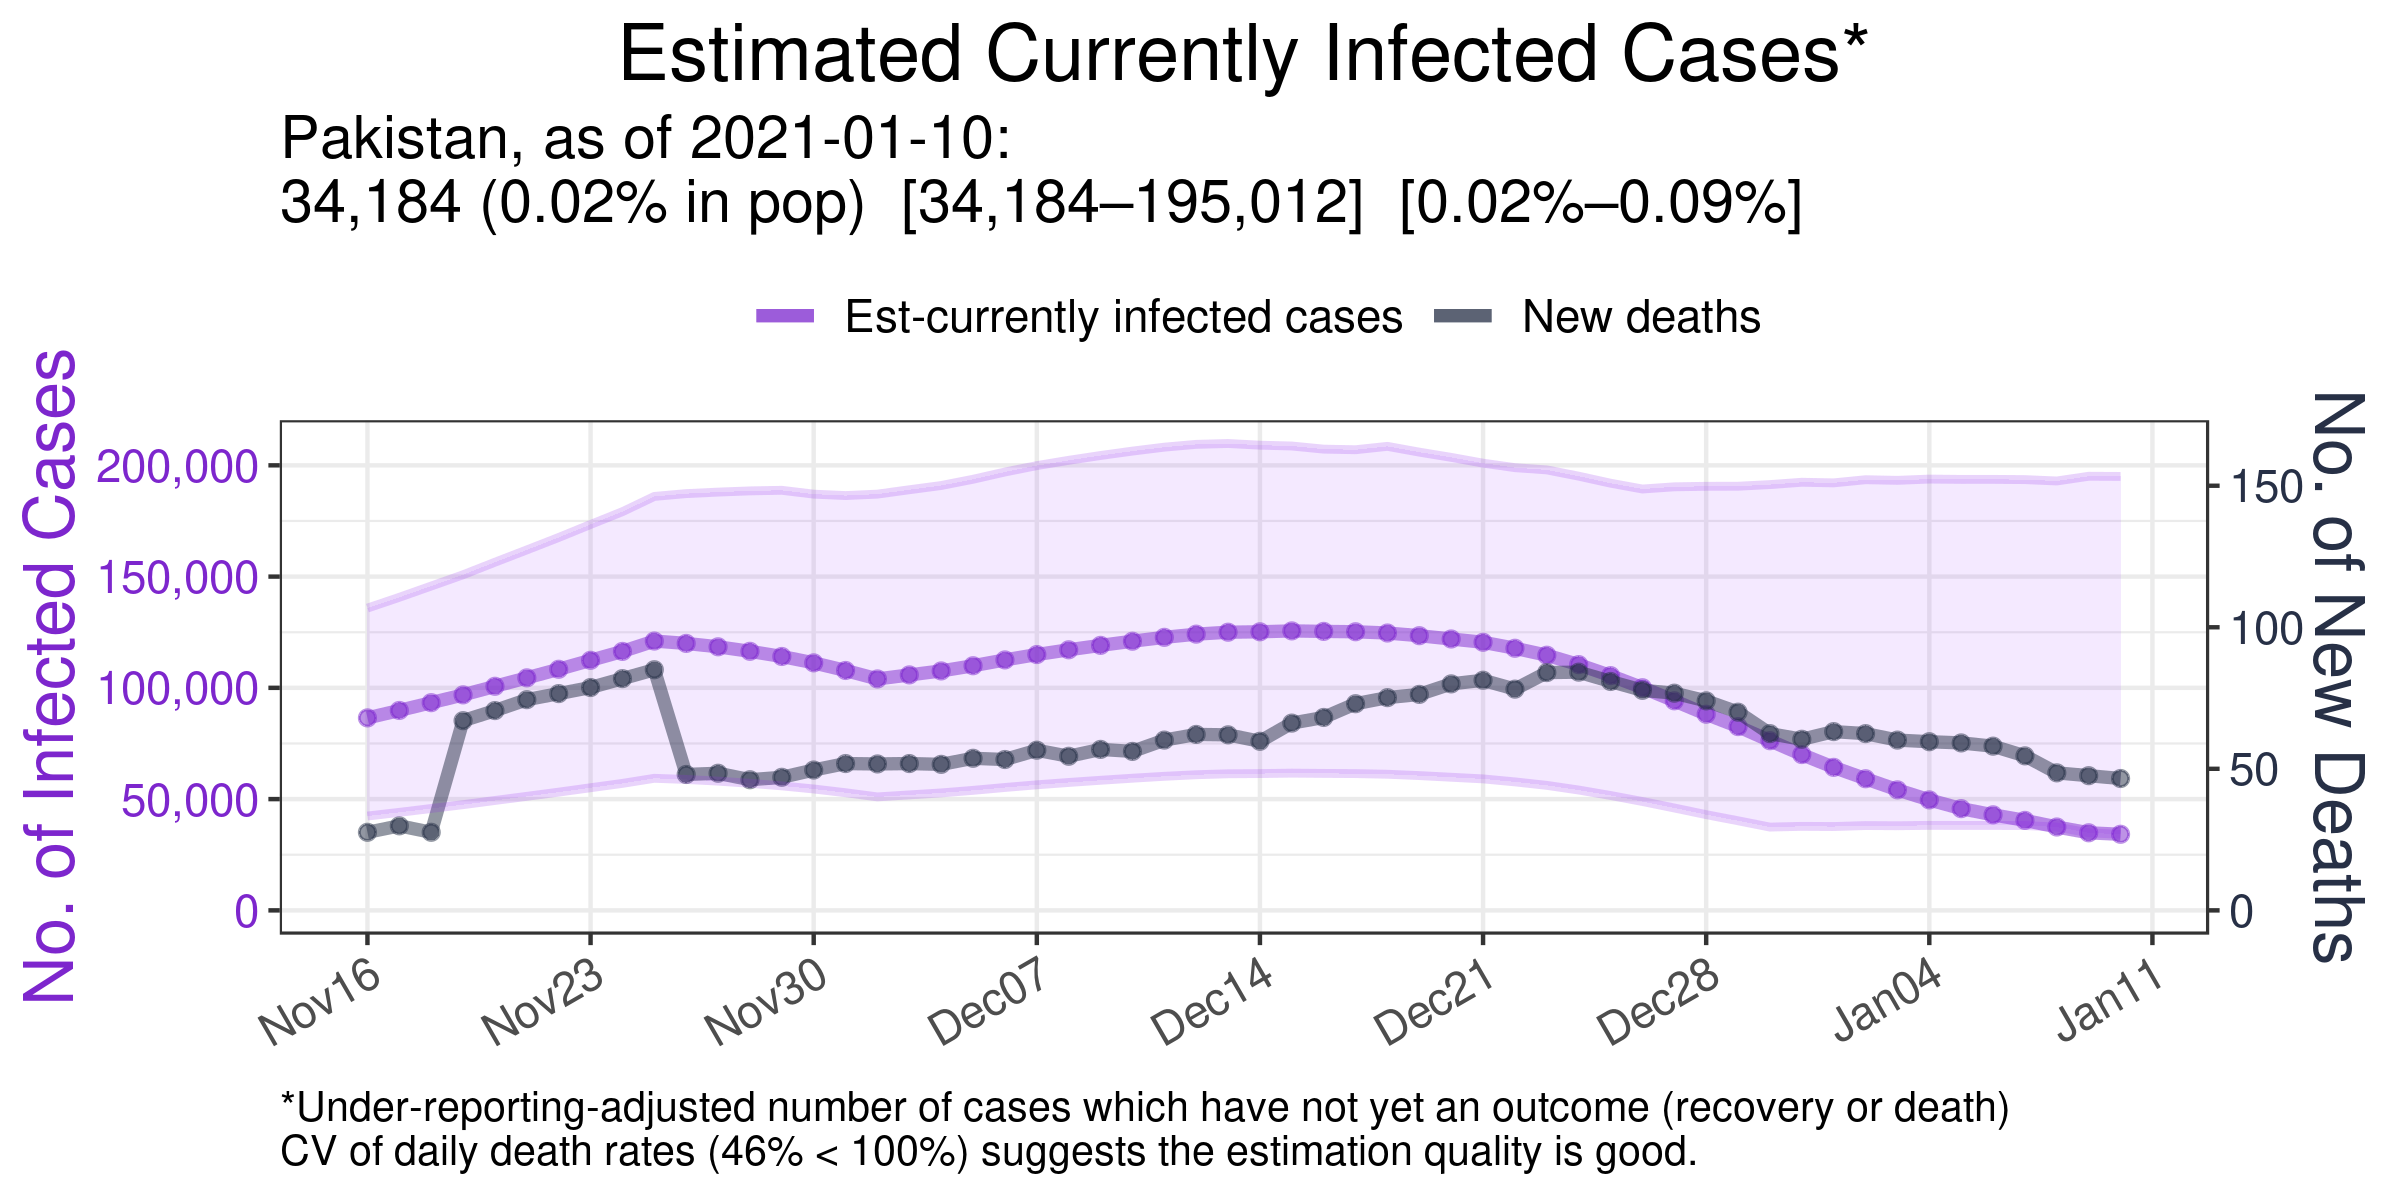 Estimated Currently Infected Cases*
Pakistan, as of 2021-01-10:
34,184 (0.02% in pop)  [34,184–195,012]  [0.02%–0.09%]
Est-currently infected cases
New deaths
No. of Infected Cases
200,000
150,000
100,000
50,000
0
No. of New Deaths
150
100
50
0
Nov16
Nov23
Nov30
Dec07
Dec14
Dec21
Dec28
Jan04
Jan11
*Under-reporting-adjusted number of cases which have not yet an outcome (recovery or death)
CV of daily death rates (46% < 100%) suggests the estimation quality is good.